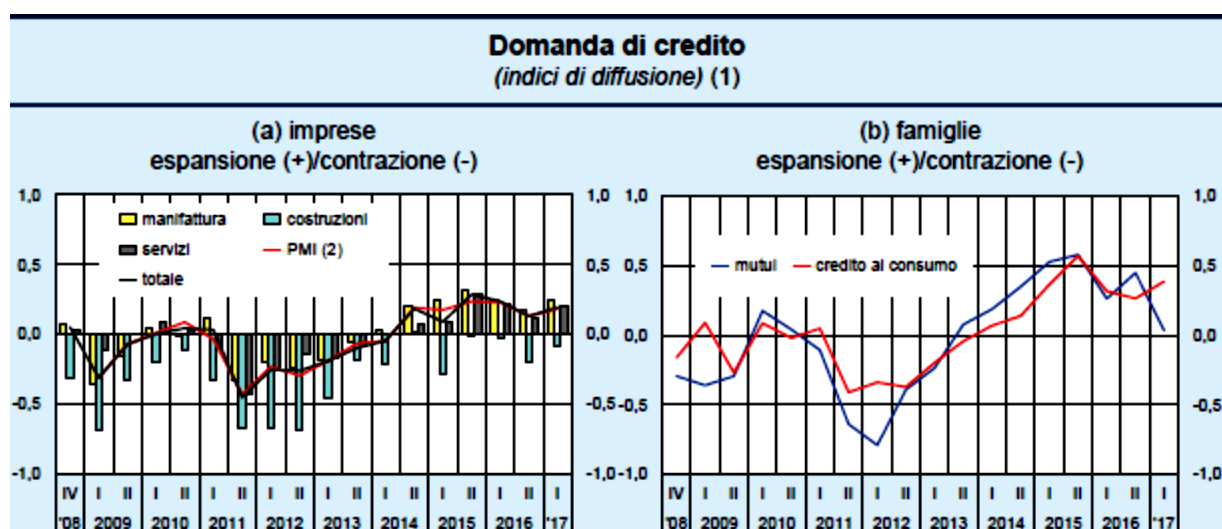 Domanda di credito
(indici di diffusione) (1)
(a) imprese
espansione (+)/contrazione (-)
1,0
0,5
0,0
-0,5
-1,0
manifattura
costruzioni
servizi
PMI (2)
totale
1,0
0,5
0,0
-0,5
-1,0
IV I II I II I II I II I II I II I II I II I
'08 2009 2010 2011 2012 2013 2014 2015 2016 '17
(b) famiglie
espansione (+)/contrazione (-)
1,0
0,5
0,0
-0,5
-1,0
mutui
credito al consumo
1,0
0,5
0,0
-0,5
-1,0
IV I II I II I II I II I II I II I II I II I
'08 2009 2010 2011 2012 2013 2014 2015 2016 '17